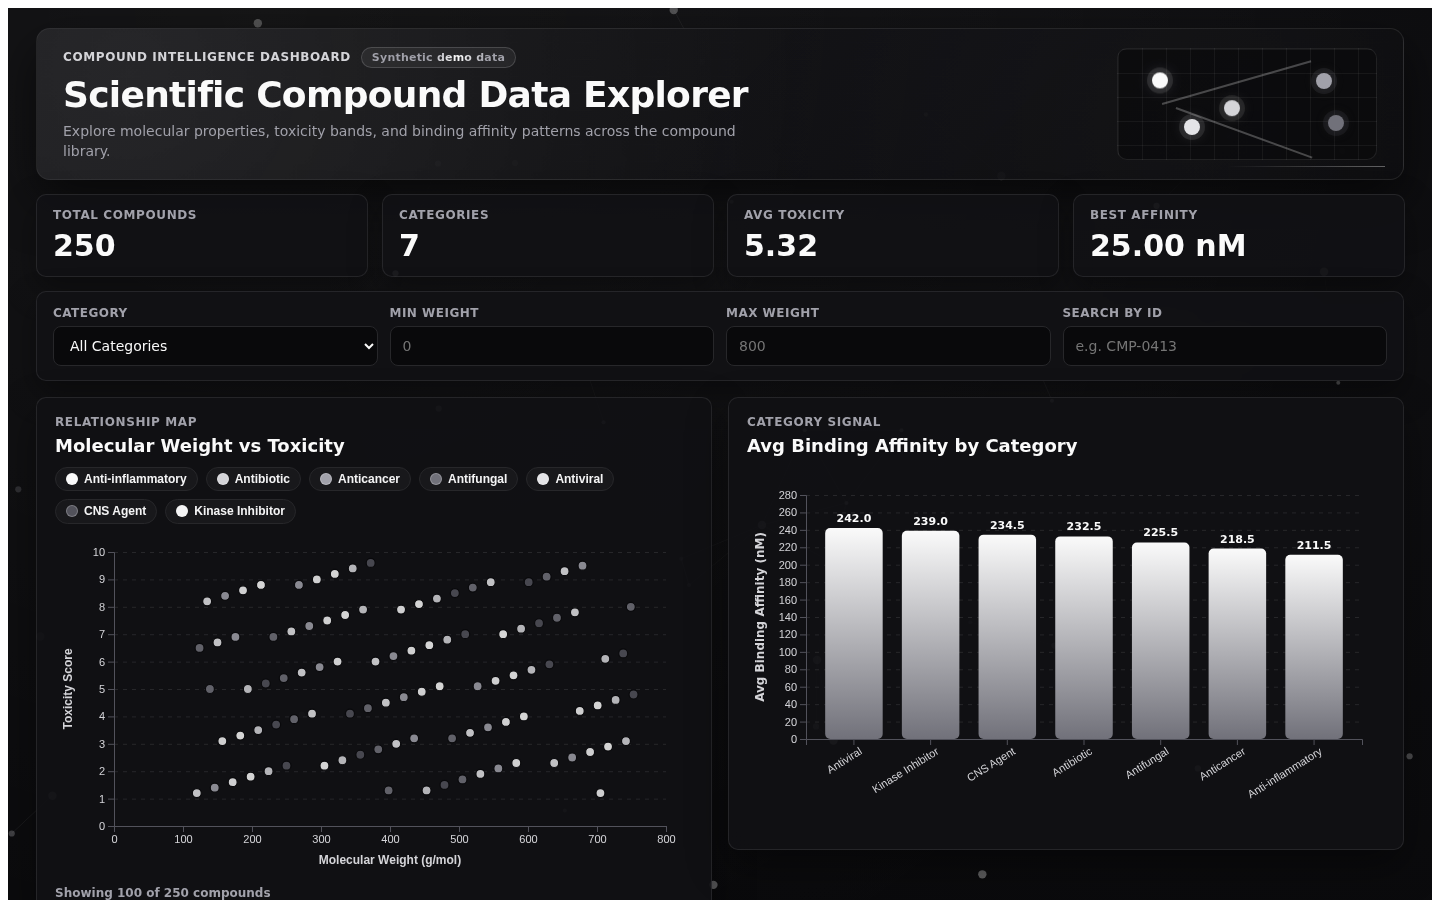 COMPOUND INTELLIGENCE DASHBOARD Synthetic demo data
Scientific Compound Data Explorer
Explore molecular properties, toxicity bands, and binding affinity patterns across the compound
library.
TOTAL COMPOUNDS
250
CATEGORIES
7
AVG TOXICITY
5.32
BEST AFFINITY
25.00 nM
CATEGORY
All Categories
MIN WEIGHT
0
MAX WEIGHT
800
SEARCH BY ID
e.g. CMP-0413
RELATIONSHIP MAP
Molecular Weight vs Toxicity
Anti-inflammatory Antibiotic Anticancer Antifungal Antiviral
CNS Agent Kinase Inhibitor
10
9
8
7
6
5
4
3
2
1
0
Toxicity Score
0 100 200 300 400 500 600 700 800
Molecular Weight (g/mol)
Showing 100 of 250 compounds
CATEGORY SIGNAL
Avg Binding Affinity by Category
280
260
240
220
200
180
160
140
120
100
80
60
40
20
0
Avg Binding Affinity (nM)
242.0 239.0 234.5 232.5 225.5 218.5 211.5
Antiviral Kinase Inhibitor CNS Agent Antibiotic Antifungal Anticancer Anti-inflammatory